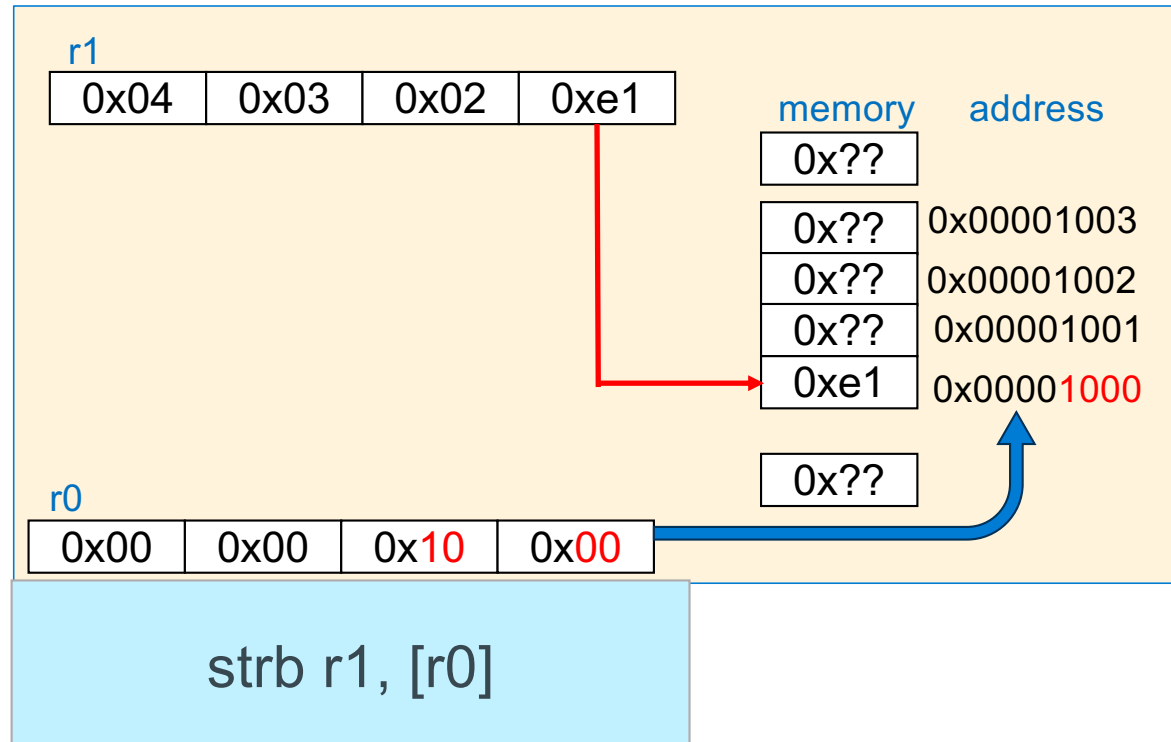 r1
0x04 0x03 0x02 0xe1
memory address
0x??
0x?? 0x00001003
0x?? 0x00001002
0x?? 0x00001001
0xe1 0x00001000
0x??
r0
0x00 0x00 0x10 0x00
strb r1, [r0]